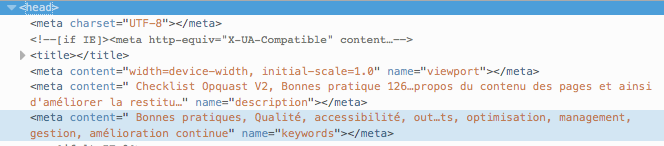 <head>
<meta charset="UTF-8"></meta>
<!--[if IE]><meta http-equiv="X-UA-Compatible" content…-->
<title></title>
<meta content="width=device-width, initial-scale=1.0" name="viewport"></meta>
<meta content=" Checklist Opquast V2, Bonnes pratique 126…propos du contenu des pages et ainsi
d'améliorer la restitu…" name="description"></meta>
<meta content=" Bonnes pratiques, Qualité, accessibilité, out…ts, optimisation, management,
gestion, amélioration continue" name="keywords"></meta>